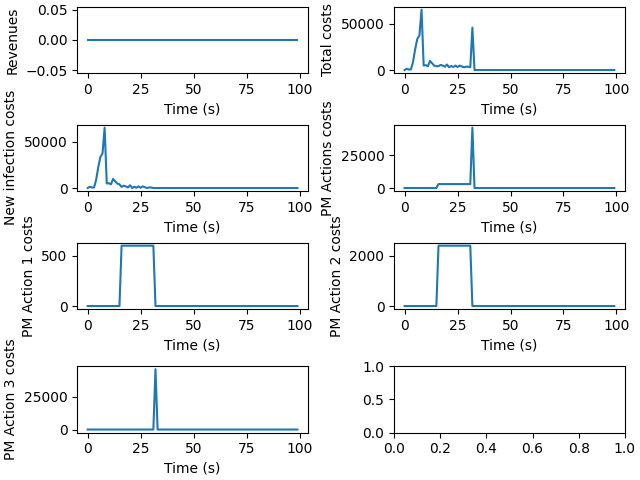 Revenues
0.05
0.00
−0.05
0 25 50 75 100
Time (s)
Total costs
50000
0
0 25 50 75 100
Time (s)
New infection costs
50000
0
0 25 50 75 100
Time (s)
PM Actions costs
25000
0
0 25 50 75 100
Time (s)
PM Action 1 costs
500
0
0 25 50 75 100
Time (s)
PM Action 2 costs
2000
0
0 25 50 75 100
Time (s)
PM Action 3 costs
25000
0
0 25 50 75 100
Time (s)
1.0
0.5
0.0
0.0 0.2 0.4 0.6 0.8 1.0